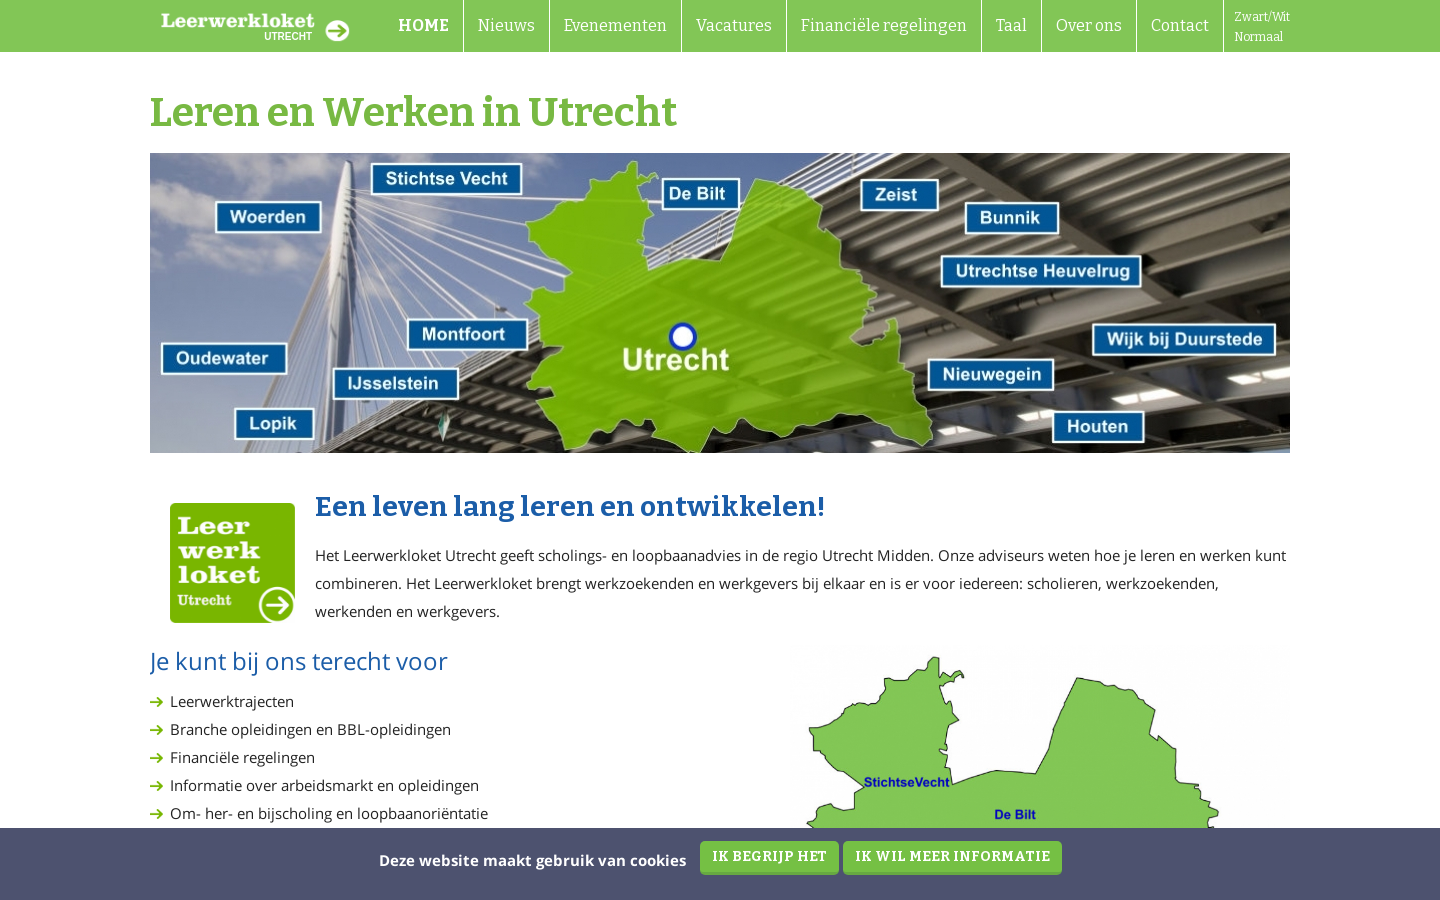 Leerwerkloket
UTRECHT
HOME
Nieuws
Evenementen
Vacatures
Financiële regelingen
Taal
Over ons
Contact
Zwart/Wit
Normaal
Leren en Werken in Utrecht
Stichtse Vecht
De Bilt
Zeist
Woerden
Bunnik
Utrechtse Heuvelrug
Montfoort
Wijk bij Duurstede
Oudewater
Utrecht
IJsselstein
Nieuwegein
Lopik
Houten
Leer
werk
loket
Utrecht
Een leven lang leren en ontwikkelen!
Het Leerwerkloket Utrecht geeft scholings- en loopbaanadvies in de regio Utrecht Midden. Onze adviseurs weten hoe je leren en werken kunt
combineren. Het Leerwerkloket brengt werkzoekenden en werkgevers bij elkaar en is er voor iedereen: scholieren, werkzoekenden,
werkenden en werkgevers.
Je kunt bij ons terecht voor
Leerwerktrajecten
Branche opleidingen en BBL-opleidingen
Financiële regelingen
Informatie over arbeidsmarkt en opleidingen
Om- her- en bijscholing en loopbaanoriëntatie
StichtseVecht
De Bilt
Deze website maakt gebruik van cookies
IK BEGRIJP HET
IK WIL MEER INFORMATIE